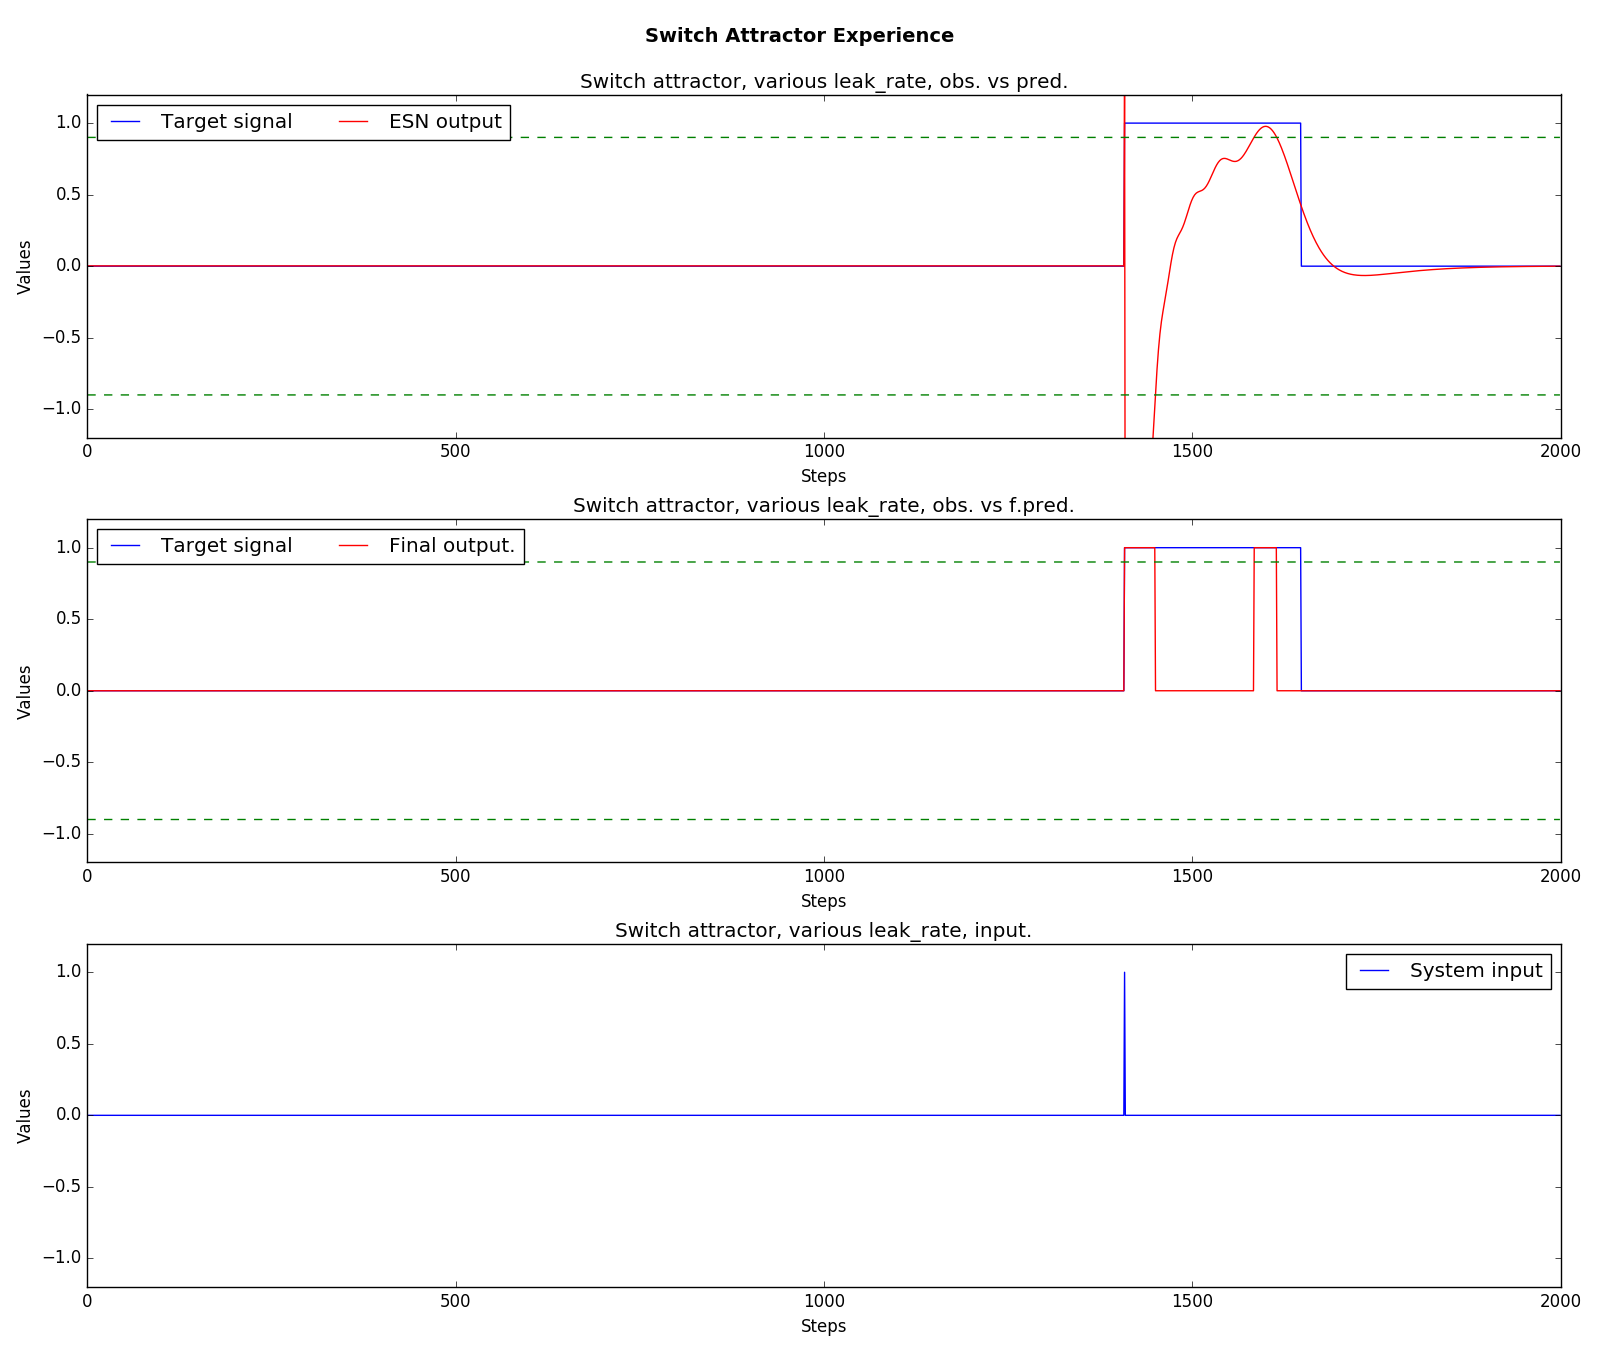 Switch Attractor Experience
Switch attractor, various leak_rate, obs. vs pred.
Target signal ESN output
1.0
0.5
0.0
−0.5
−1.0
Values
0 500 1000 1500 2000
Steps
Switch attractor, various leak_rate, obs. vs f.pred.
Target signal Final output.
1.0
0.5
0.0
−0.5
−1.0
Values
0 500 1000 1500 2000
Steps
Switch attractor, various leak_rate, input.
System input
1.0
0.5
0.0
−0.5
−1.0
Values
0 500 1000 1500 2000
Steps